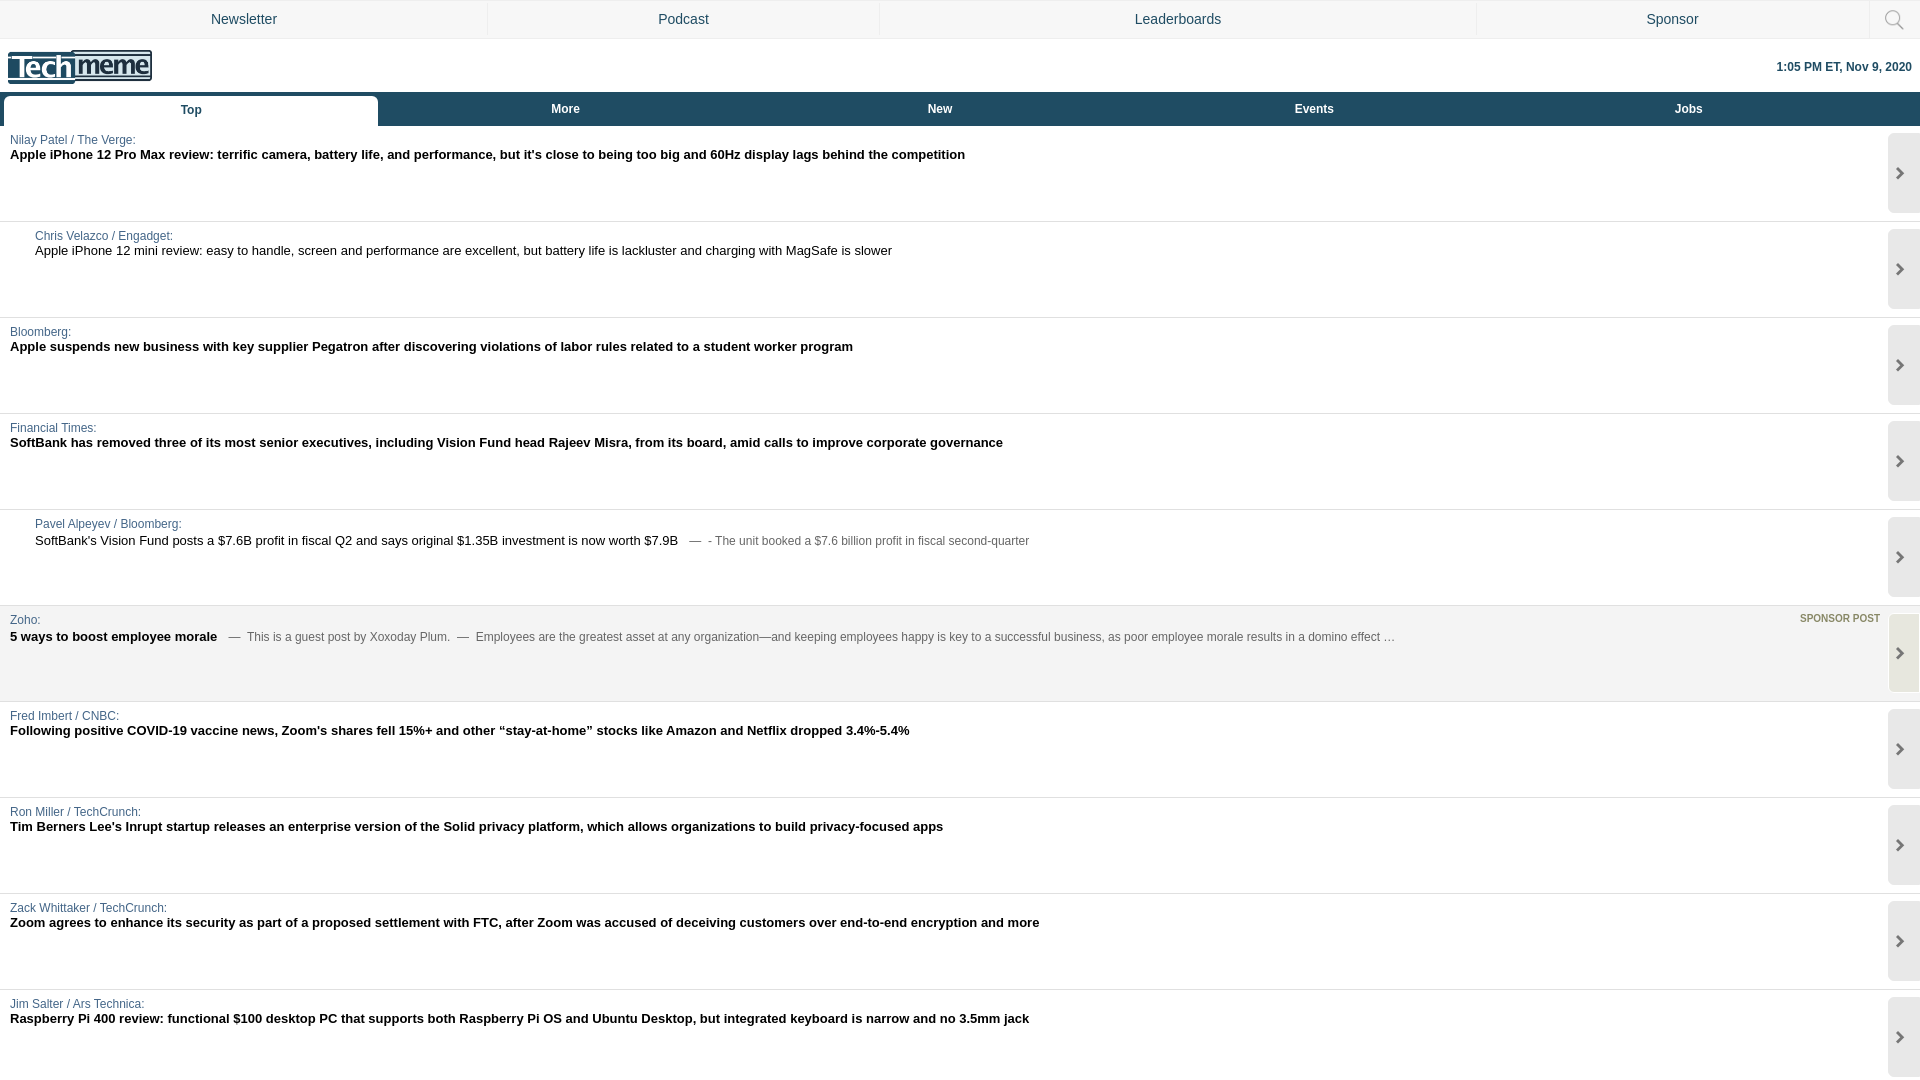 Newsletter
Podcast
Leaderboards
Sponsor
Techmeme
1:05 PM ET, Nov 9, 2020
Top
More
New
Events
Jobs
Nilay Patel / The Verge:
Apple iPhone 12 Pro Max review: terrific camera, battery life, and performance, but it's close to being too big and 60Hz display lags behind the competition
Chris Velazco / Engadget:
Apple iPhone 12 mini review: easy to handle, screen and performance are excellent, but battery life is lackluster and charging with MagSafe is slower
Bloomberg:
Apple suspends new business with key supplier Pegatron after discovering violations of labor rules related to a student worker program
Financial Times:
SoftBank has removed three of its most senior executives, including Vision Fund head Rajeev Misra, from its board, amid calls to improve corporate governance
Pavel Alpeyev / Bloomberg:
SoftBank's Vision Fund posts a $7.6B profit in fiscal Q2 and says original $1.35B investment is now worth $7.9B — - The unit booked a $7.6 billion profit in fiscal second-quarter
Zoho:
SPONSOR POST
5 ways to boost employee morale — This is a guest post by Xoxoday Plum. — Employees are the greatest asset at any organization—and keeping employees happy is key to a successful business, as poor employee morale results in a domino effect …
Fred Imbert / CNBC:
Following positive COVID-19 vaccine news, Zoom's shares fell 15%+ and other “stay-at-home” stocks like Amazon and Netflix dropped 3.4%-5.4%
Ron Miller / TechCrunch:
Tim Berners Lee's Inrupt startup releases an enterprise version of the Solid privacy platform, which allows organizations to build privacy-focused apps
Zack Whittaker / TechCrunch:
Zoom agrees to enhance its security as part of a proposed settlement with FTC, after Zoom was accused of deceiving customers over end-to-end encryption and more
Jim Salter / Ars Technica:
Raspberry Pi 400 review: functional $100 desktop PC that supports both Raspberry Pi OS and Ubuntu Desktop, but integrated keyboard is narrow and no 3.5mm jack